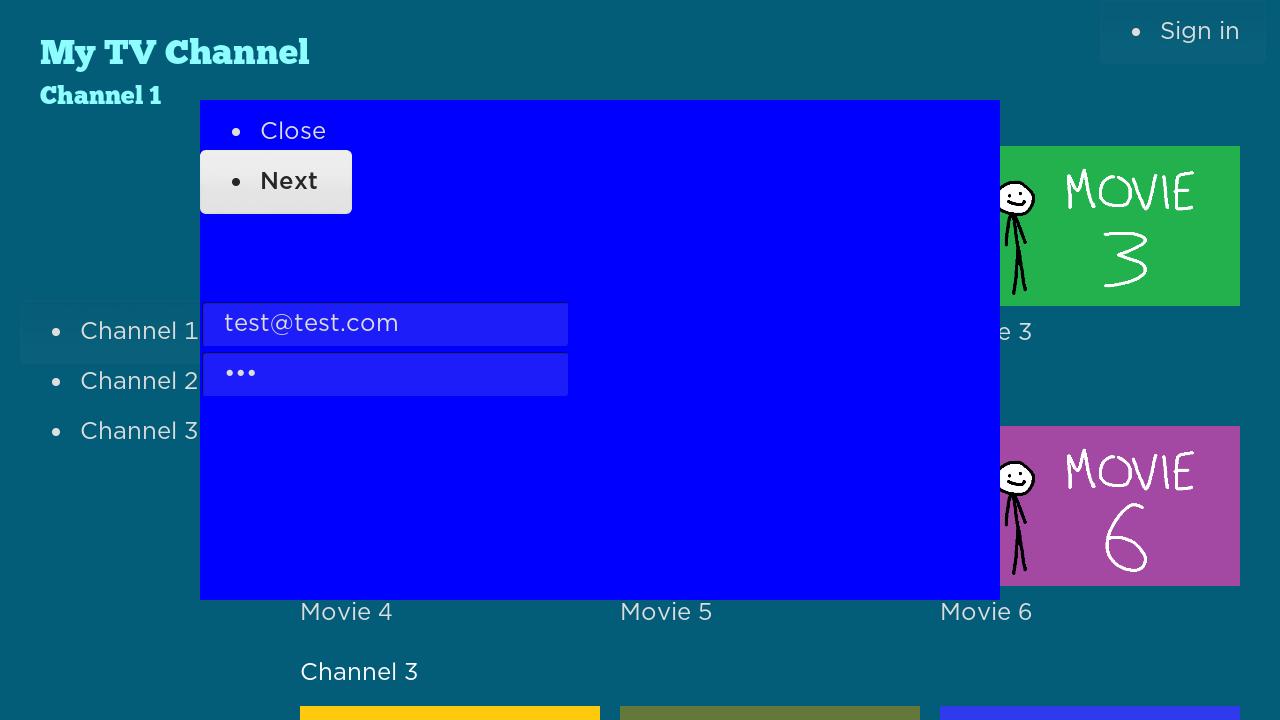 My TV Channel
Sign in
Channel 1
Close
Next
MOVIE
3
test@test.com
•••
Channel 1
e 3
Channel 2
Channel 3
MOVIE
6
Movie 4
Movie 5
Movie 6
Channel 3